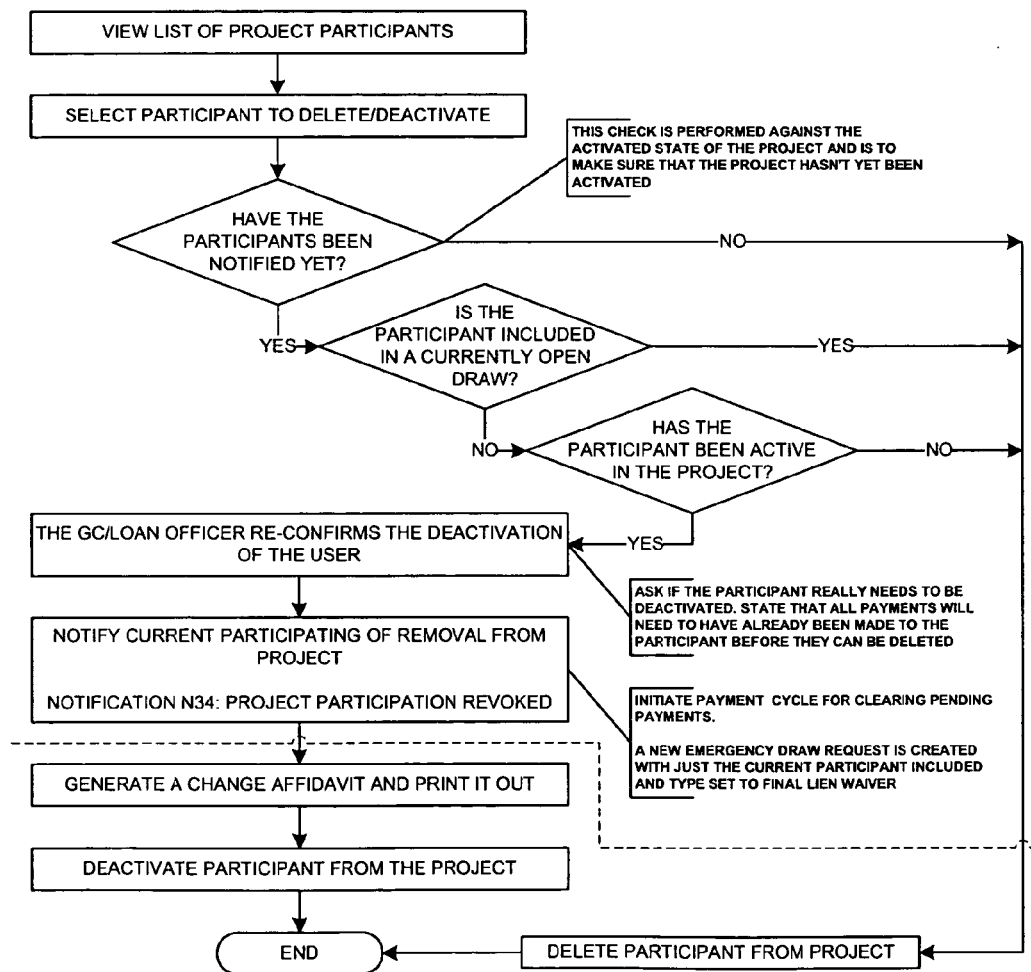 VIEW LIST OF PROJECT PARTICIPANTS
SELECT PARTICIPANT TO DELETE/DEACTIVATE
THIS CHECK IS PERFORMED AGAINST THE
ACTIVATED STATE OF THE PROJECT AND IS TO
MAKE SURE THAT THE PROJECT HASN'T YET BEEN
ACTIVATED
HAVE THE
PARTICIPANTS BEEN
NOTIFIED YET?
NO
YES
IS THE
PARTICIPANT INCLUDED
IN A CURRENTLY OPEN
DRAW?
YES
NO
HAS THE
PARTICIPANT BEEN ACTIVE
IN THE PROJECT?
NO
YES
THE GC/LOAN OFFICER RE-CONFIRMS THE DEACTIVATION
OF THE USER
ASK IF THE PARTICIPANT REALLY NEEDS TO BE
DEACTIVATED. STATE THAT ALL PAYMENTS WILL
NEED TO HAVE ALREADY BEEN MADE TO THE
PARTICIPANT BEFORE THEY CAN BE DELETED
NOTIFY CURRENT PARTICIPATING OF REMOVAL FROM
PROJECT
NOTIFICATION N34: PROJECT PARTICIPATION REVOKED
INITIATE PAYMENT CYCLE FOR CLEARING PENDING
PAYMENTS.
A NEW EMERGENCY DRAW REQUEST IS CREATED
WITH JUST THE CURRENT PARTICIPANT INCLUDED
AND TYPE SET TO FINAL LIEN WAIVER
GENERATE A CHANGE AFFIDAVIT AND PRINT IT OUT
DEACTIVATE PARTICIPANT FROM THE PROJECT
END
DELETE PARTICIPANT FROM PROJECT